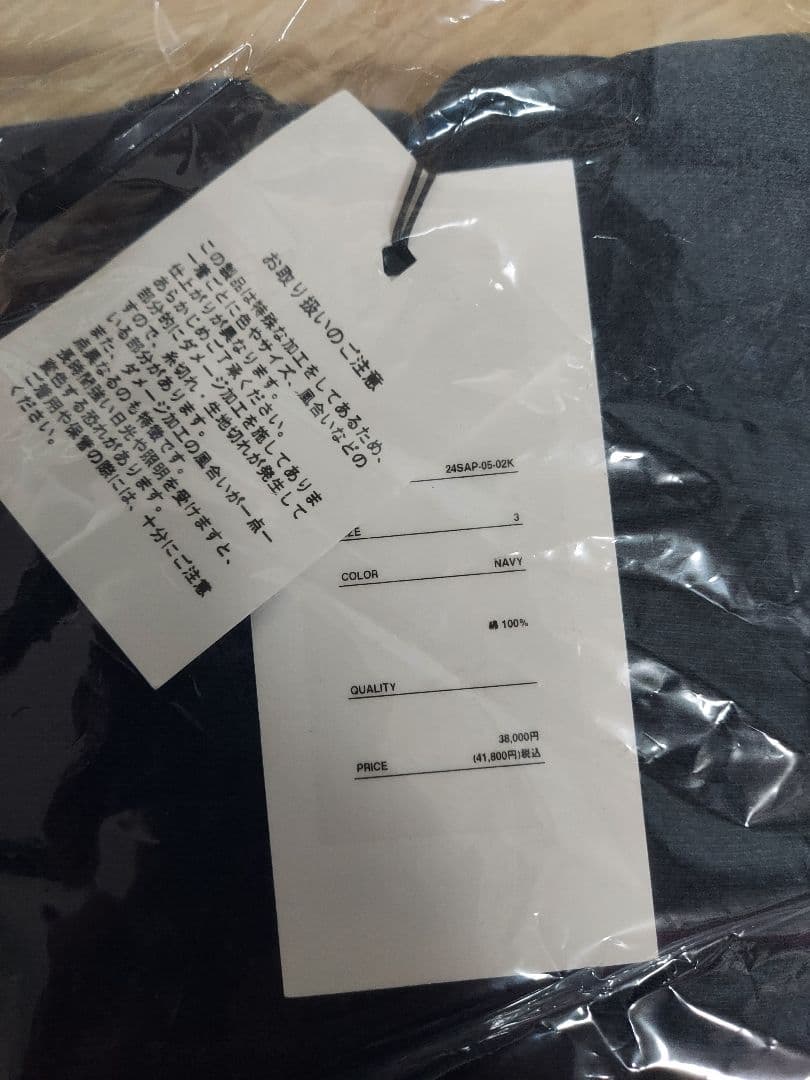 お取り扱いのご注意
この製品は特殊な加工をしてあるため、
一着ごとに色やサイズ、風合いなどの
仕上がりが異なります。
あらかじめご了承ください。
部分的にダメージ加工を施してありま
すので、糸切れ・生地切れが発生して
いる部分があります。
また、ダメージ加工の風合いが一点一
点異なるのも特徴です。
長時間強い日光や照明を受けますと、
変色する恐れがあります。
ご着用や保管の際には、十分にご注意
ください。
24SAP-05-02K
ZE 3
COLOR NAVY
綿 100%
QUALITY
38,000円
PRICE (41,800円)税込